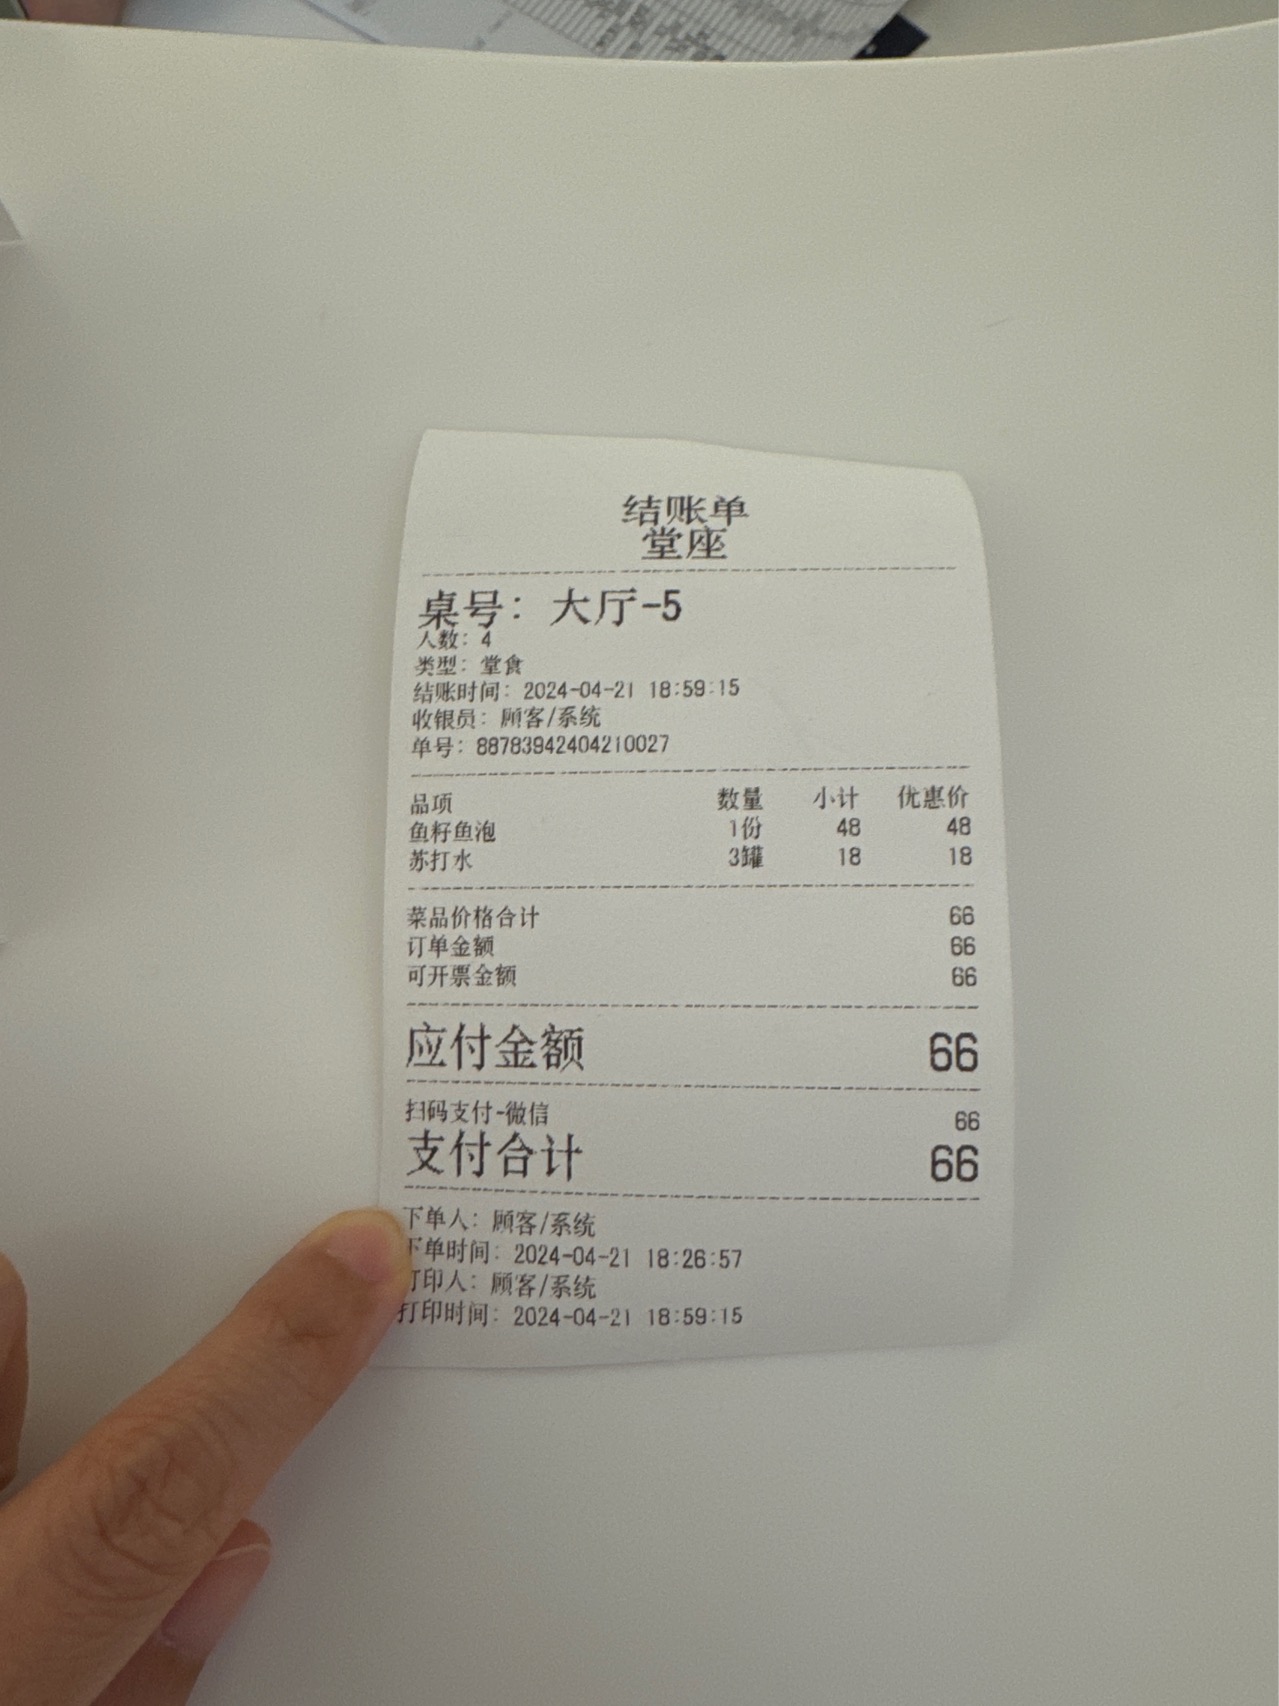 结账单
堂座
桌号：大厅-5
人数：4
类型：堂食
结账时间：2024-04-21 18:59:15
收银员：顾客/系统
单号：88783942404210027
品项 数量 小计 优惠价
鱼籽鱼泡 1份 48 48
苏打水 3罐 18 18
菜品价格合计 66
订单金额 66
可开票金额 66
应付金额 66
扫码支付-微信 66
支付合计 66
下单人：顾客/系统
下单时间：2024-04-21 18:26:57
打印人：顾客/系统
打印时间：2024-04-21 18:59:15